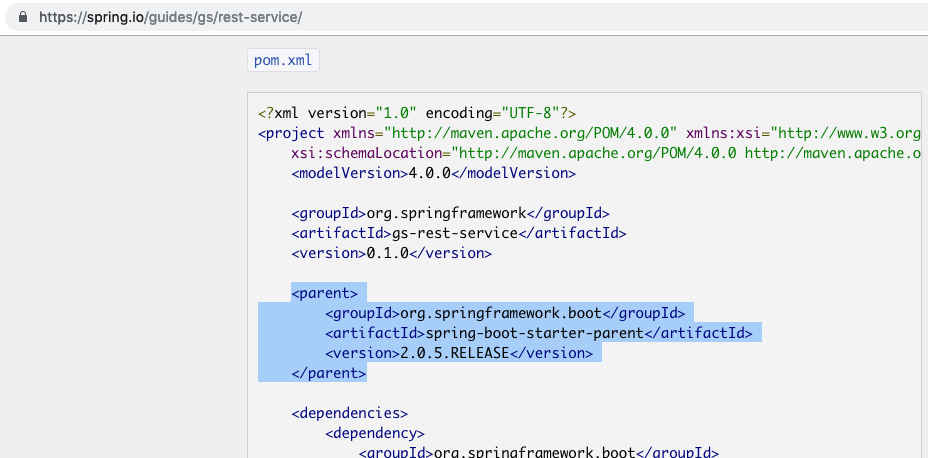 https://spring.io/guides/gs/rest-service/
pom.xml
<?xml version="1.0" encoding="UTF-8"?>
<project xmlns="http://maven.apache.org/POM/4.0.0" xmlns:xsi="http://www.w3.org
    xsi:schemaLocation="http://maven.apache.org/POM/4.0.0 http://maven.apache.o
    <modelVersion>4.0.0</modelVersion>
    <groupId>org.springframework</groupId>
    <artifactId>gs-rest-service</artifactId>
    <version>0.1.0</version>
    <parent>
        <groupId>org.springframework.boot</groupId>
        <artifactId>spring-boot-starter-parent</artifactId>
        <version>2.0.5.RELEASE</version>
    </parent>
    <dependencies>
        <dependency>
            <groupId>org.springframework.boot</groupId>